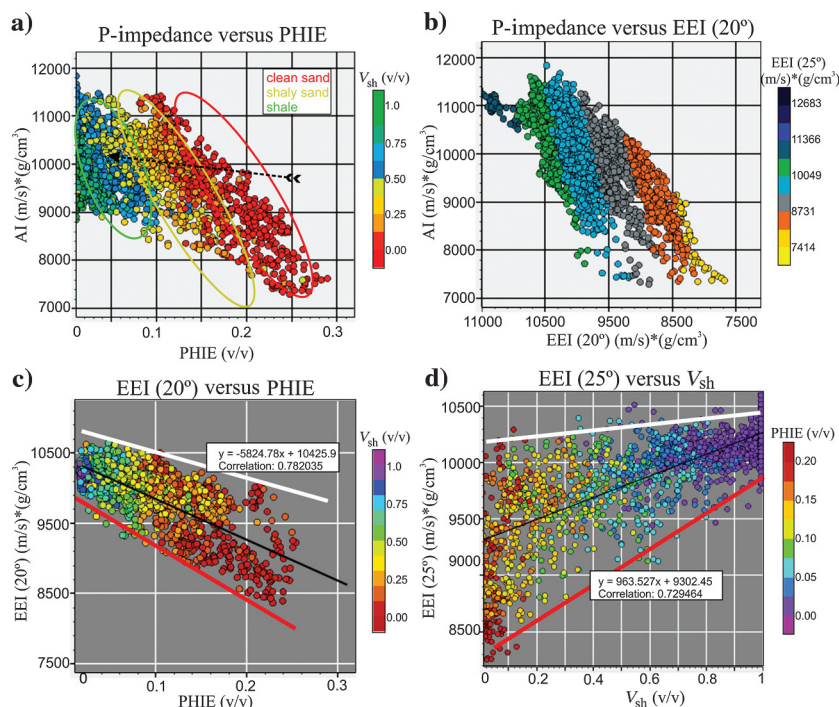 a)
P-impedance versus PHIE
12000
11000
10000
9000
8000
7000
AI (m/s)*(g/cm³)
0
0.1
0.2
0.3
PHIE (v/v)
clean sand
shaly sand
shale
Vsh (v/v)
1.0
0.75
0.50
0.25
0.00
b)
P-impedance versus EEI (20º)
12000
11000
10000
9000
8000
7000
AI (m/s)*(g/cm³)
11000
10500
9500
8500
7500
EEI (20º) (m/s)*(g/cm³)
EEI (25º)
(m/s)*(g/cm³)
12683
11366
10049
8731
7414
c)
EEI (20º) versus PHIE
10500
9500
8500
7500
EEI (20º) (m/s)*(g/cm³)
0
0.1
0.2
0.3
PHIE (v/v)
y = -5824.78x + 10425.9
Correlation: 0.782035
Vsh (v/v)
1.0
0.75
0.50
0.25
0.00
d)
EEI (25º) versus Vsh
10500
10000
9500
9000
8500
EEI (25º) (m/s)*(g/cm³)
0
0.2
0.4
0.6
0.8
1
Vsh (v/v)
y = 963.527x + 9302.45
Correlation: 0.729464
PHIE (v/v)
0.20
0.15
0.10
0.05
0.00